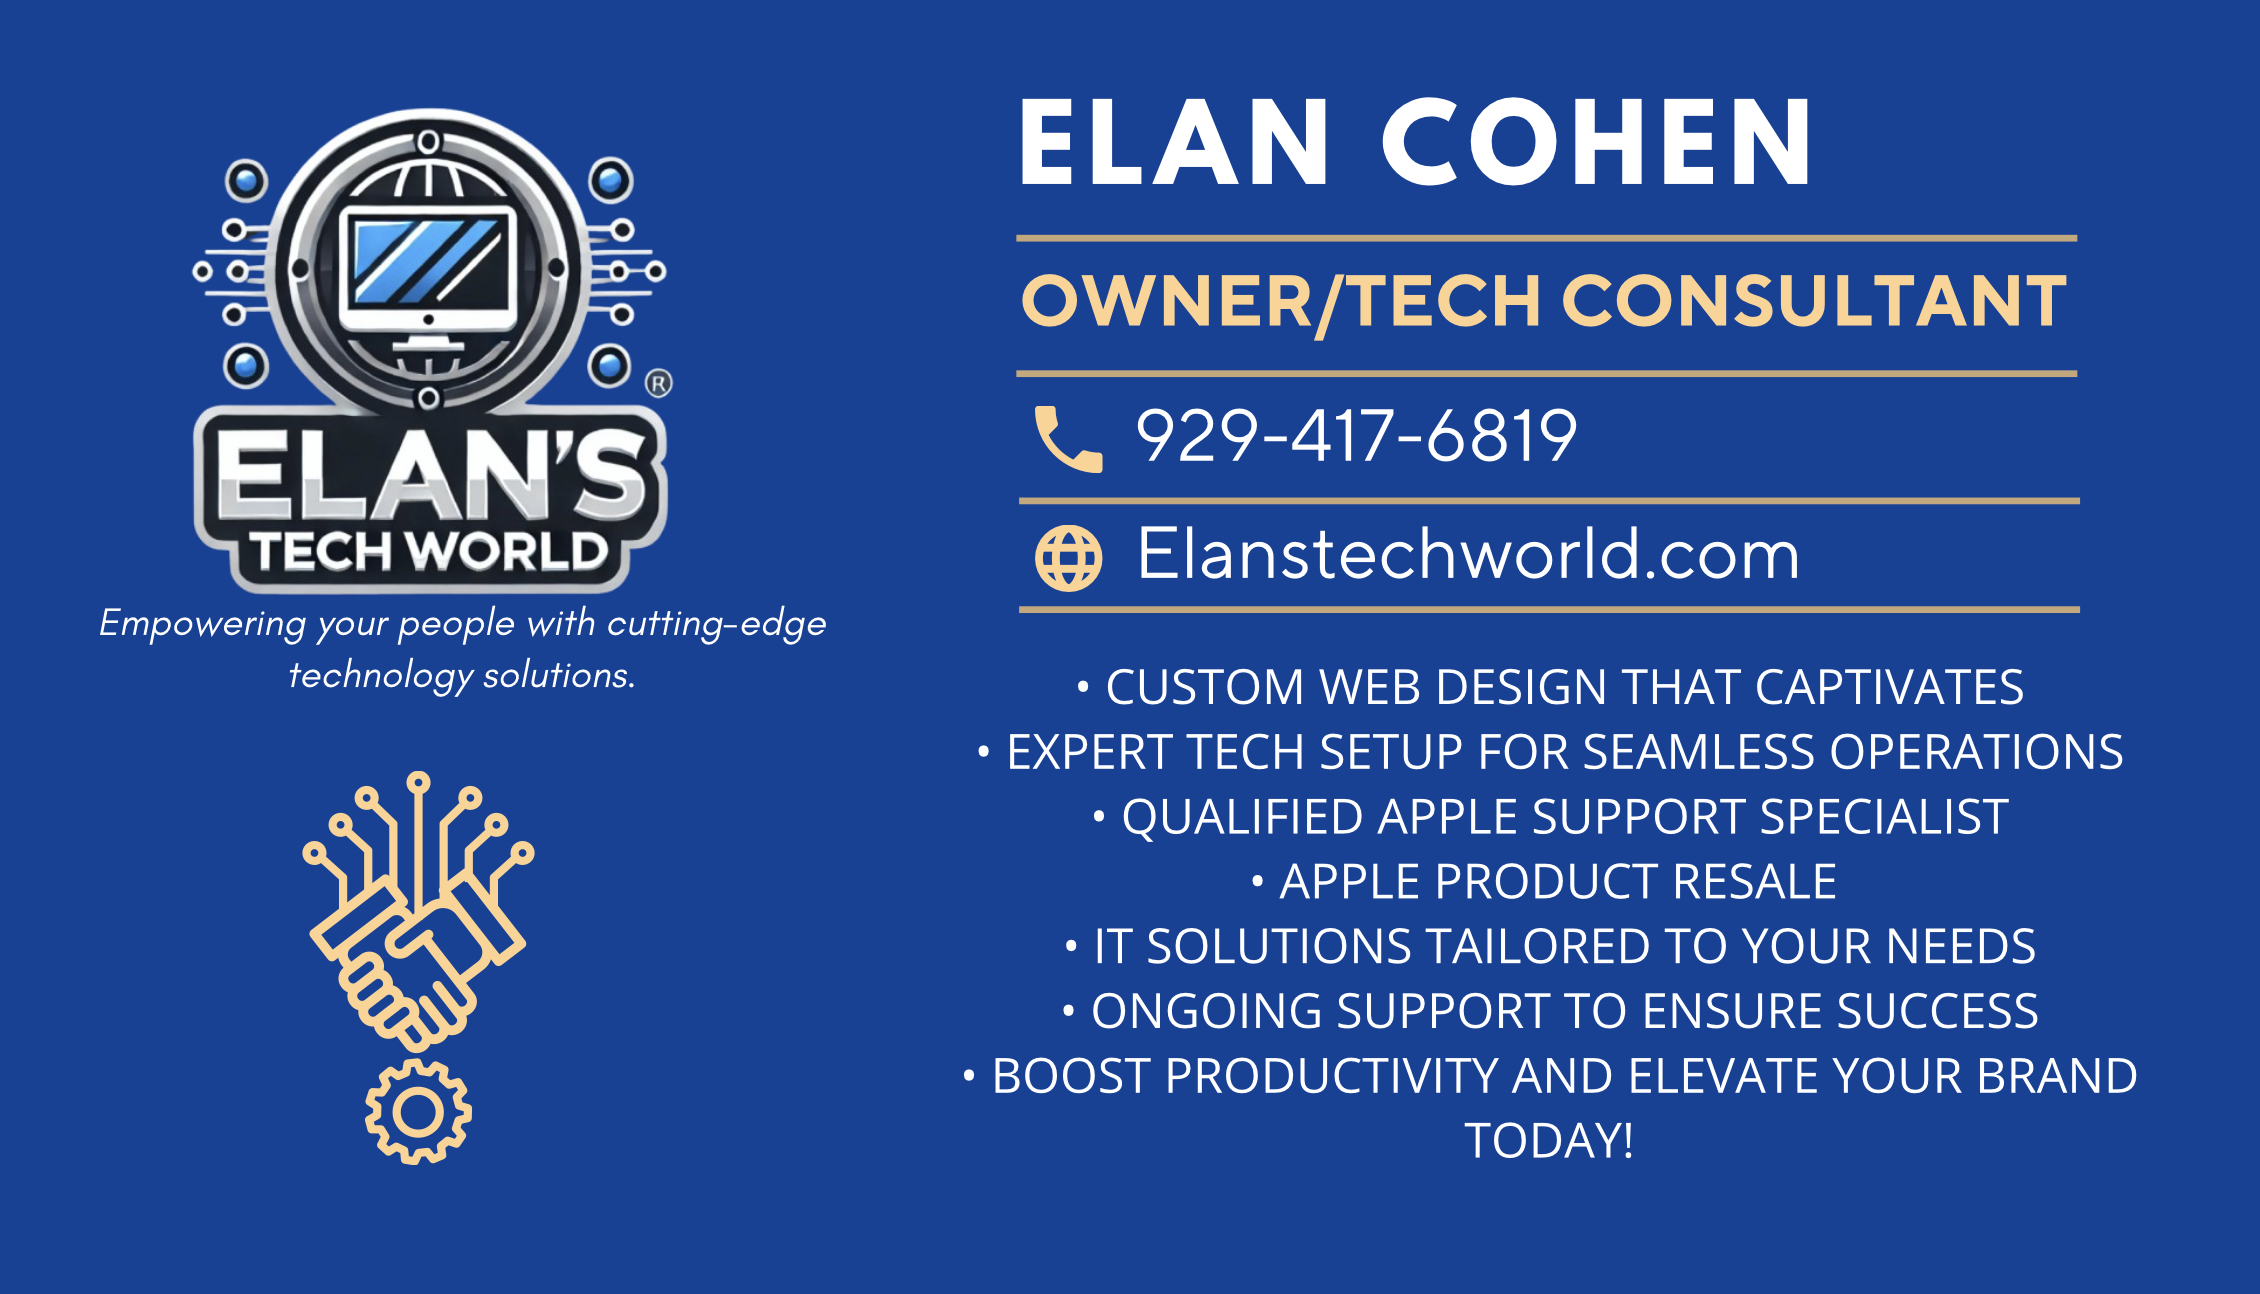 ®
ELAN'S
TECH WORLD
Empowering your people with cutting-edge
technology solutions.
ELAN COHEN
OWNER/TECH CONSULTANT
929-417-6819
Elanstechworld.com
• CUSTOM WEB DESIGN THAT CAPTIVATES
• EXPERT TECH SETUP FOR SEAMLESS OPERATIONS
• QUALIFIED APPLE SUPPORT SPECIALIST
• APPLE PRODUCT RESALE
• IT SOLUTIONS TAILORED TO YOUR NEEDS
• ONGOING SUPPORT TO ENSURE SUCCESS
• BOOST PRODUCTIVITY AND ELEVATE YOUR BRAND
TODAY!